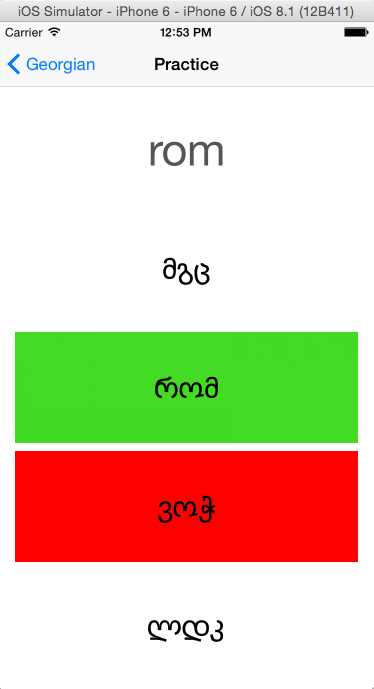 iOS Simulator - iPhone 6 - iPhone 6 / iOS 8.1 (12B411)
Carrier 12:53 PM
Georgian Practice
rom
მგც
რომ
ვოჭ
ლდკ